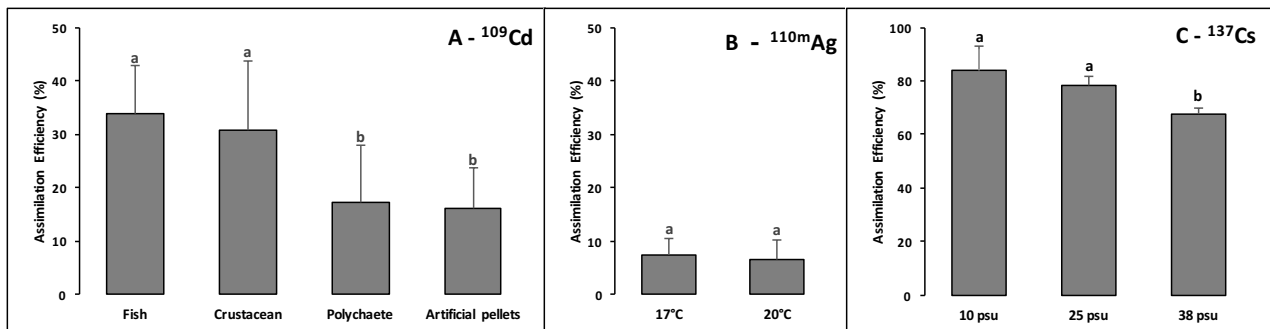 A - ¹⁰⁹Cd
Assimilation Efficiency (%)
50
40
30
20
10
0
a
a
b
b
Fish
Crustacean
Polychaete
Artificial pellets
B - ¹¹⁰ᵐAg
Assimilation Efficiency (%)
50
40
30
20
10
0
a
a
17°C
20°C
C - ¹³⁷Cs
Assimilation Efficiency (%)
100
80
60
40
20
0
a
a
b
10 psu
25 psu
38 psu